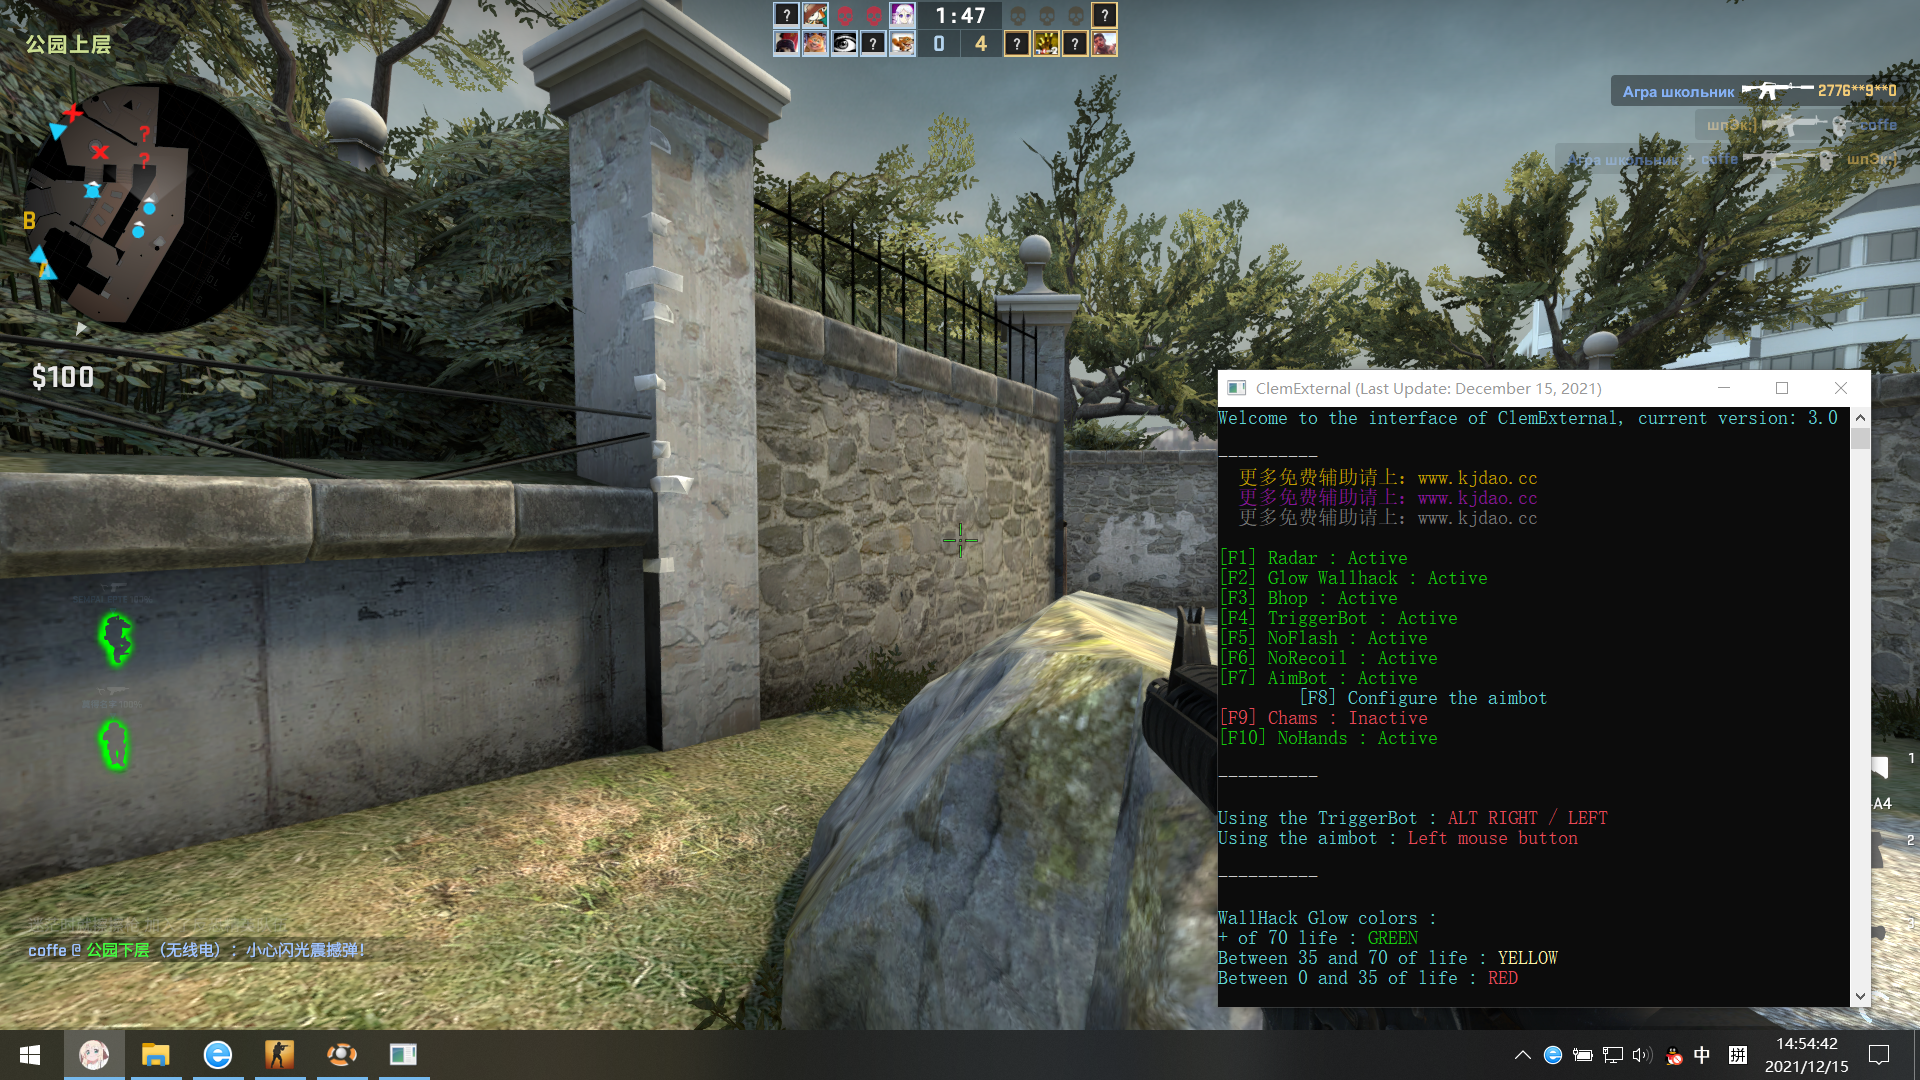 公园上层
1:47
0 4
? ? ? ? ?
Агра школьник 2776**9**0
шпЭк;] coffe
Агра школьник + coffe шпЭк;]
B
$100
ClemExternal (Last Update: December 15, 2021)
Welcome to the interface of ClemExternal, current version: 3.0
----------
更多免费辅助请上：www.kjdao.cc
更多免费辅助请上：www.kjdao.cc
更多免费辅助请上：www.kjdao.cc
[F1] Radar : Active
[F2] Glow Wallhack : Active
[F3] Bhop : Active
[F4] TriggerBot : Active
[F5] NoFlash : Active
[F6] NoRecoil : Active
[F7] AimBot : Active
[F8] Configure the aimbot
[F9] Chams : Inactive
[F10] NoHands : Active
----------
Using the TriggerBot : ALT RIGHT / LEFT
Using the aimbot : Left mouse button
----------
WallHack Glow colors :
+ of 70 life : GREEN
Between 35 and 70 of life : YELLOW
Between 0 and 35 of life : RED
1
-A4
2
3
coffe @ 公园下层（无线电）：小心闪光震撼弹！
中 拼
14:54:42
2021/12/15